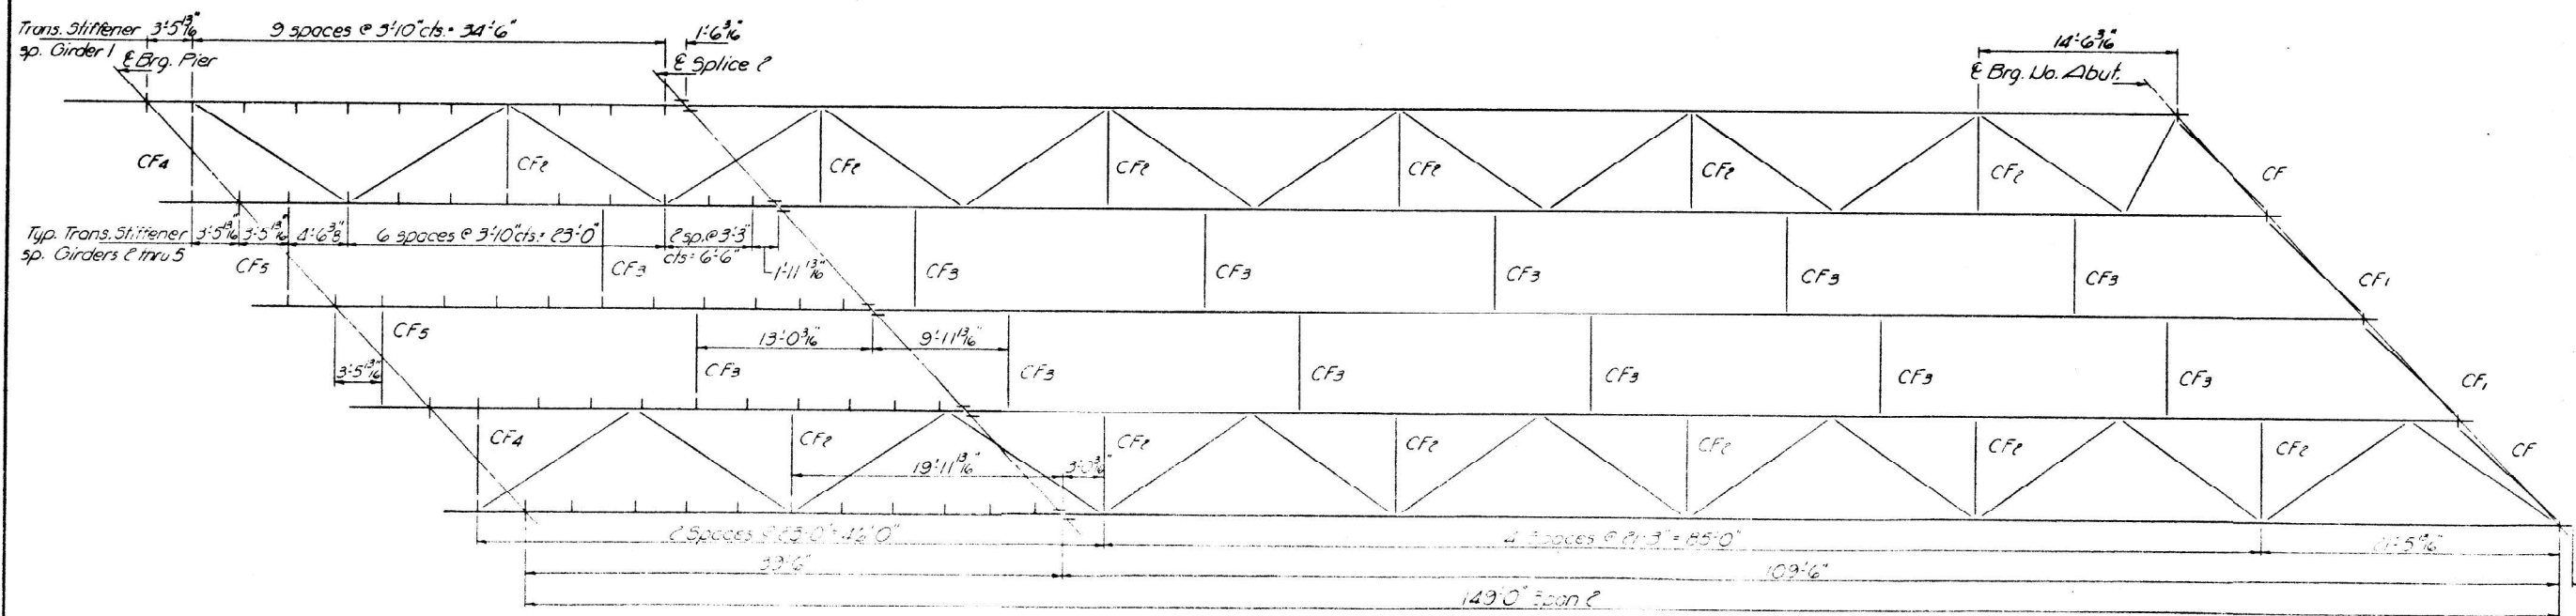 Trans. Stiffener 3'-5 13/16" 9 spaces @ 3'-10" cts. = 34'-6" 1'-6 3/16"
sp. Girder 1
14'-6 3/16"
℄ Brg. Pier ℄ Splice 2 ℄ Brg. No. Abut.
CF4 CF2 CF2 CF2 CF2 CF2 CF2 CF
Typ. Trans. Stiffener 3'-5 13/16" 3'-5 13/16" 4'-6 3/8" 6 spaces @ 3'-10" cts. = 23'-0" 2 sp. @ 3'-3"
sp. Girders 2 thru 5 cts = 6'-6"
1'-11 13/16"
CF5 CF3 CF3 CF3 CF3 CF3 CF3 CF1
CF5 13'-0 3/16" 9'-11 13/16"
3'-5 13/16" CF3 CF3 CF3 CF3 CF3 CF3 CF1
CF4 CF2 CF2 CF2 CF2 CF2 CF2 CF
19'-11 13/16" 3'-0 3/16"
2 Spaces @ 23'-0" = 46'-0" 4 Spaces @ 21'-3" = 85'-0"
39'-6" 109'-6"
149'-0" Span 2